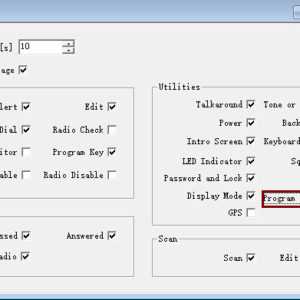 [s] 10
age
Utilities
lert Edit Talkaround Tone or
Dial Radio Check Power Back
itor Program Key Intro Screen Keyboard
able Radio Disable LED Indicator Sq
Password and Lock
Display Mode Program
GPS
ssed Answered Scan
adio Scan Edit